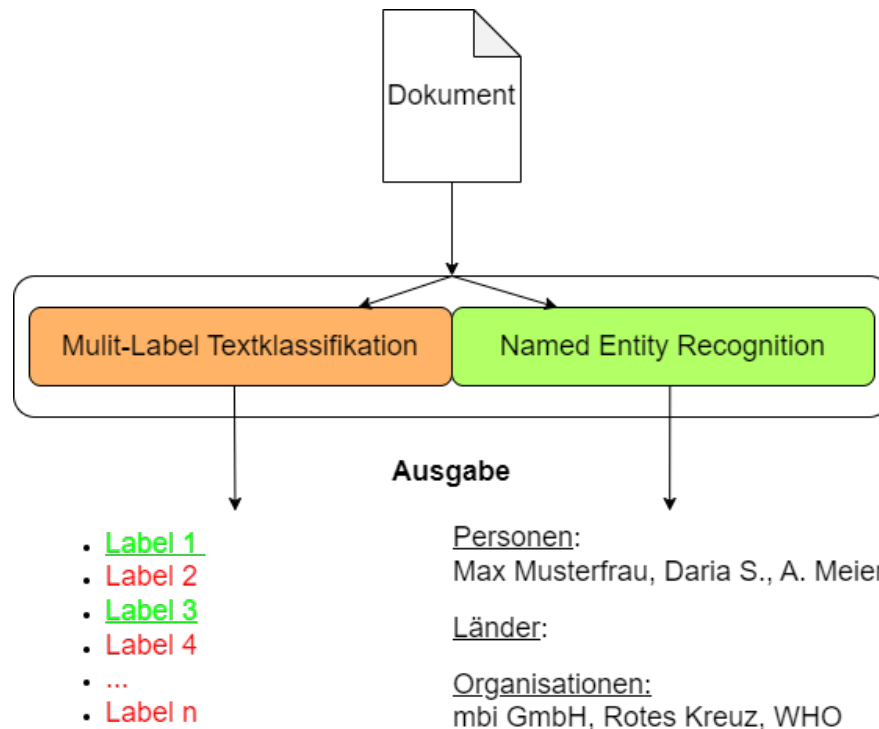 Dokument
Mulit-Label Textklassifikation
Named Entity Recognition
Ausgabe
Label 1
Label 2
Label 3
Label 4
...
Label n
Personen:
Max Musterfrau, Daria S., A. Meier
Länder:
Organisationen:
mbi GmbH, Rotes Kreuz, WHO